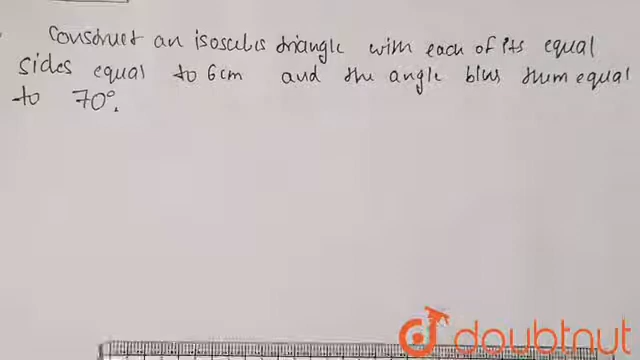 Construct an isosceles triangle with each of its equal
sides equal to 6cm and the angle b/w them equal
to 70°.
doubtnut